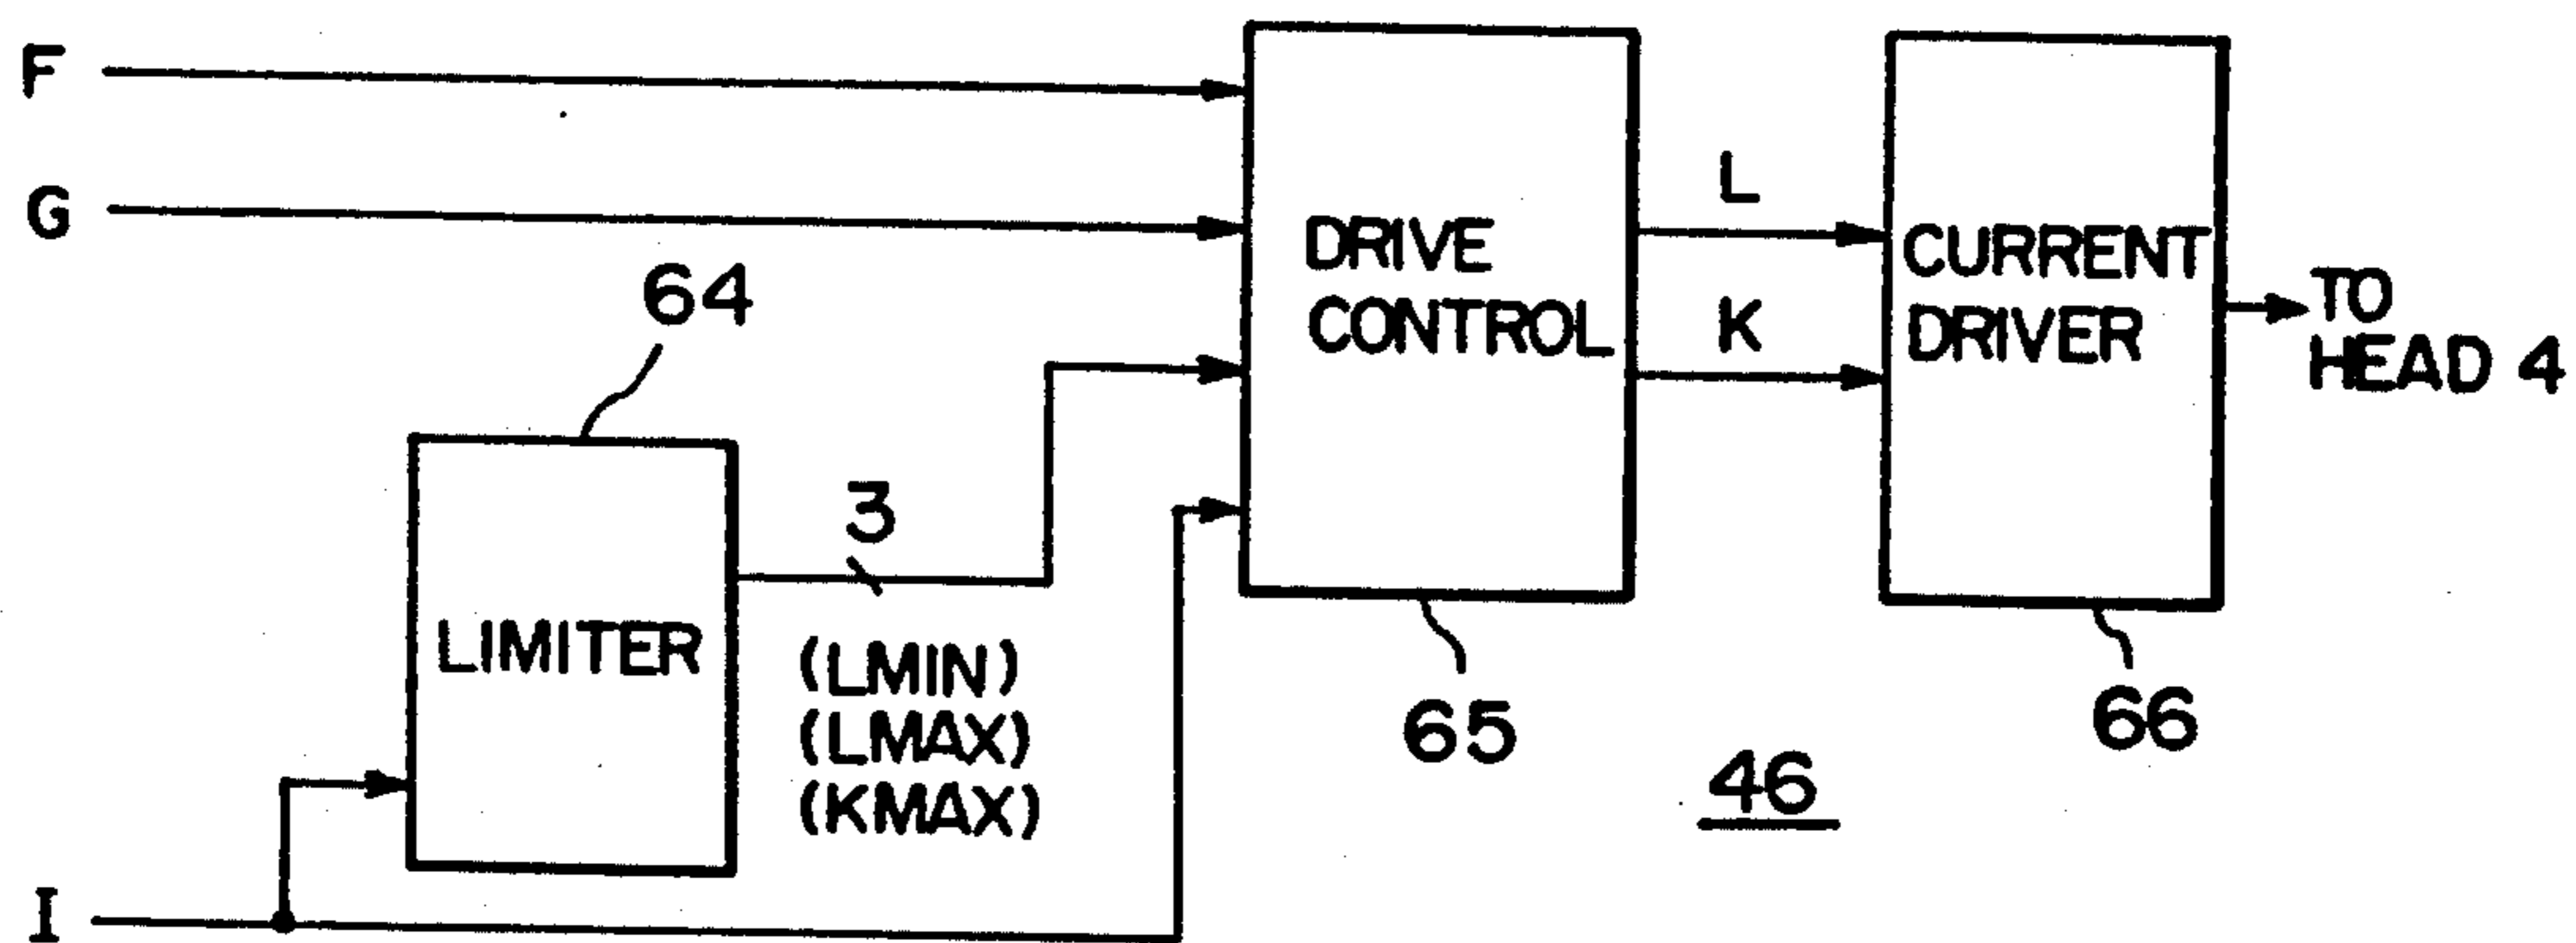 F
G
64
DRIVE
CONTROL
L
K
CURRENT
DRIVER
TO
HEAD 4
3
LIMITER
(LMIN)
(LMAX)
(KMAX)
65
66
46
I